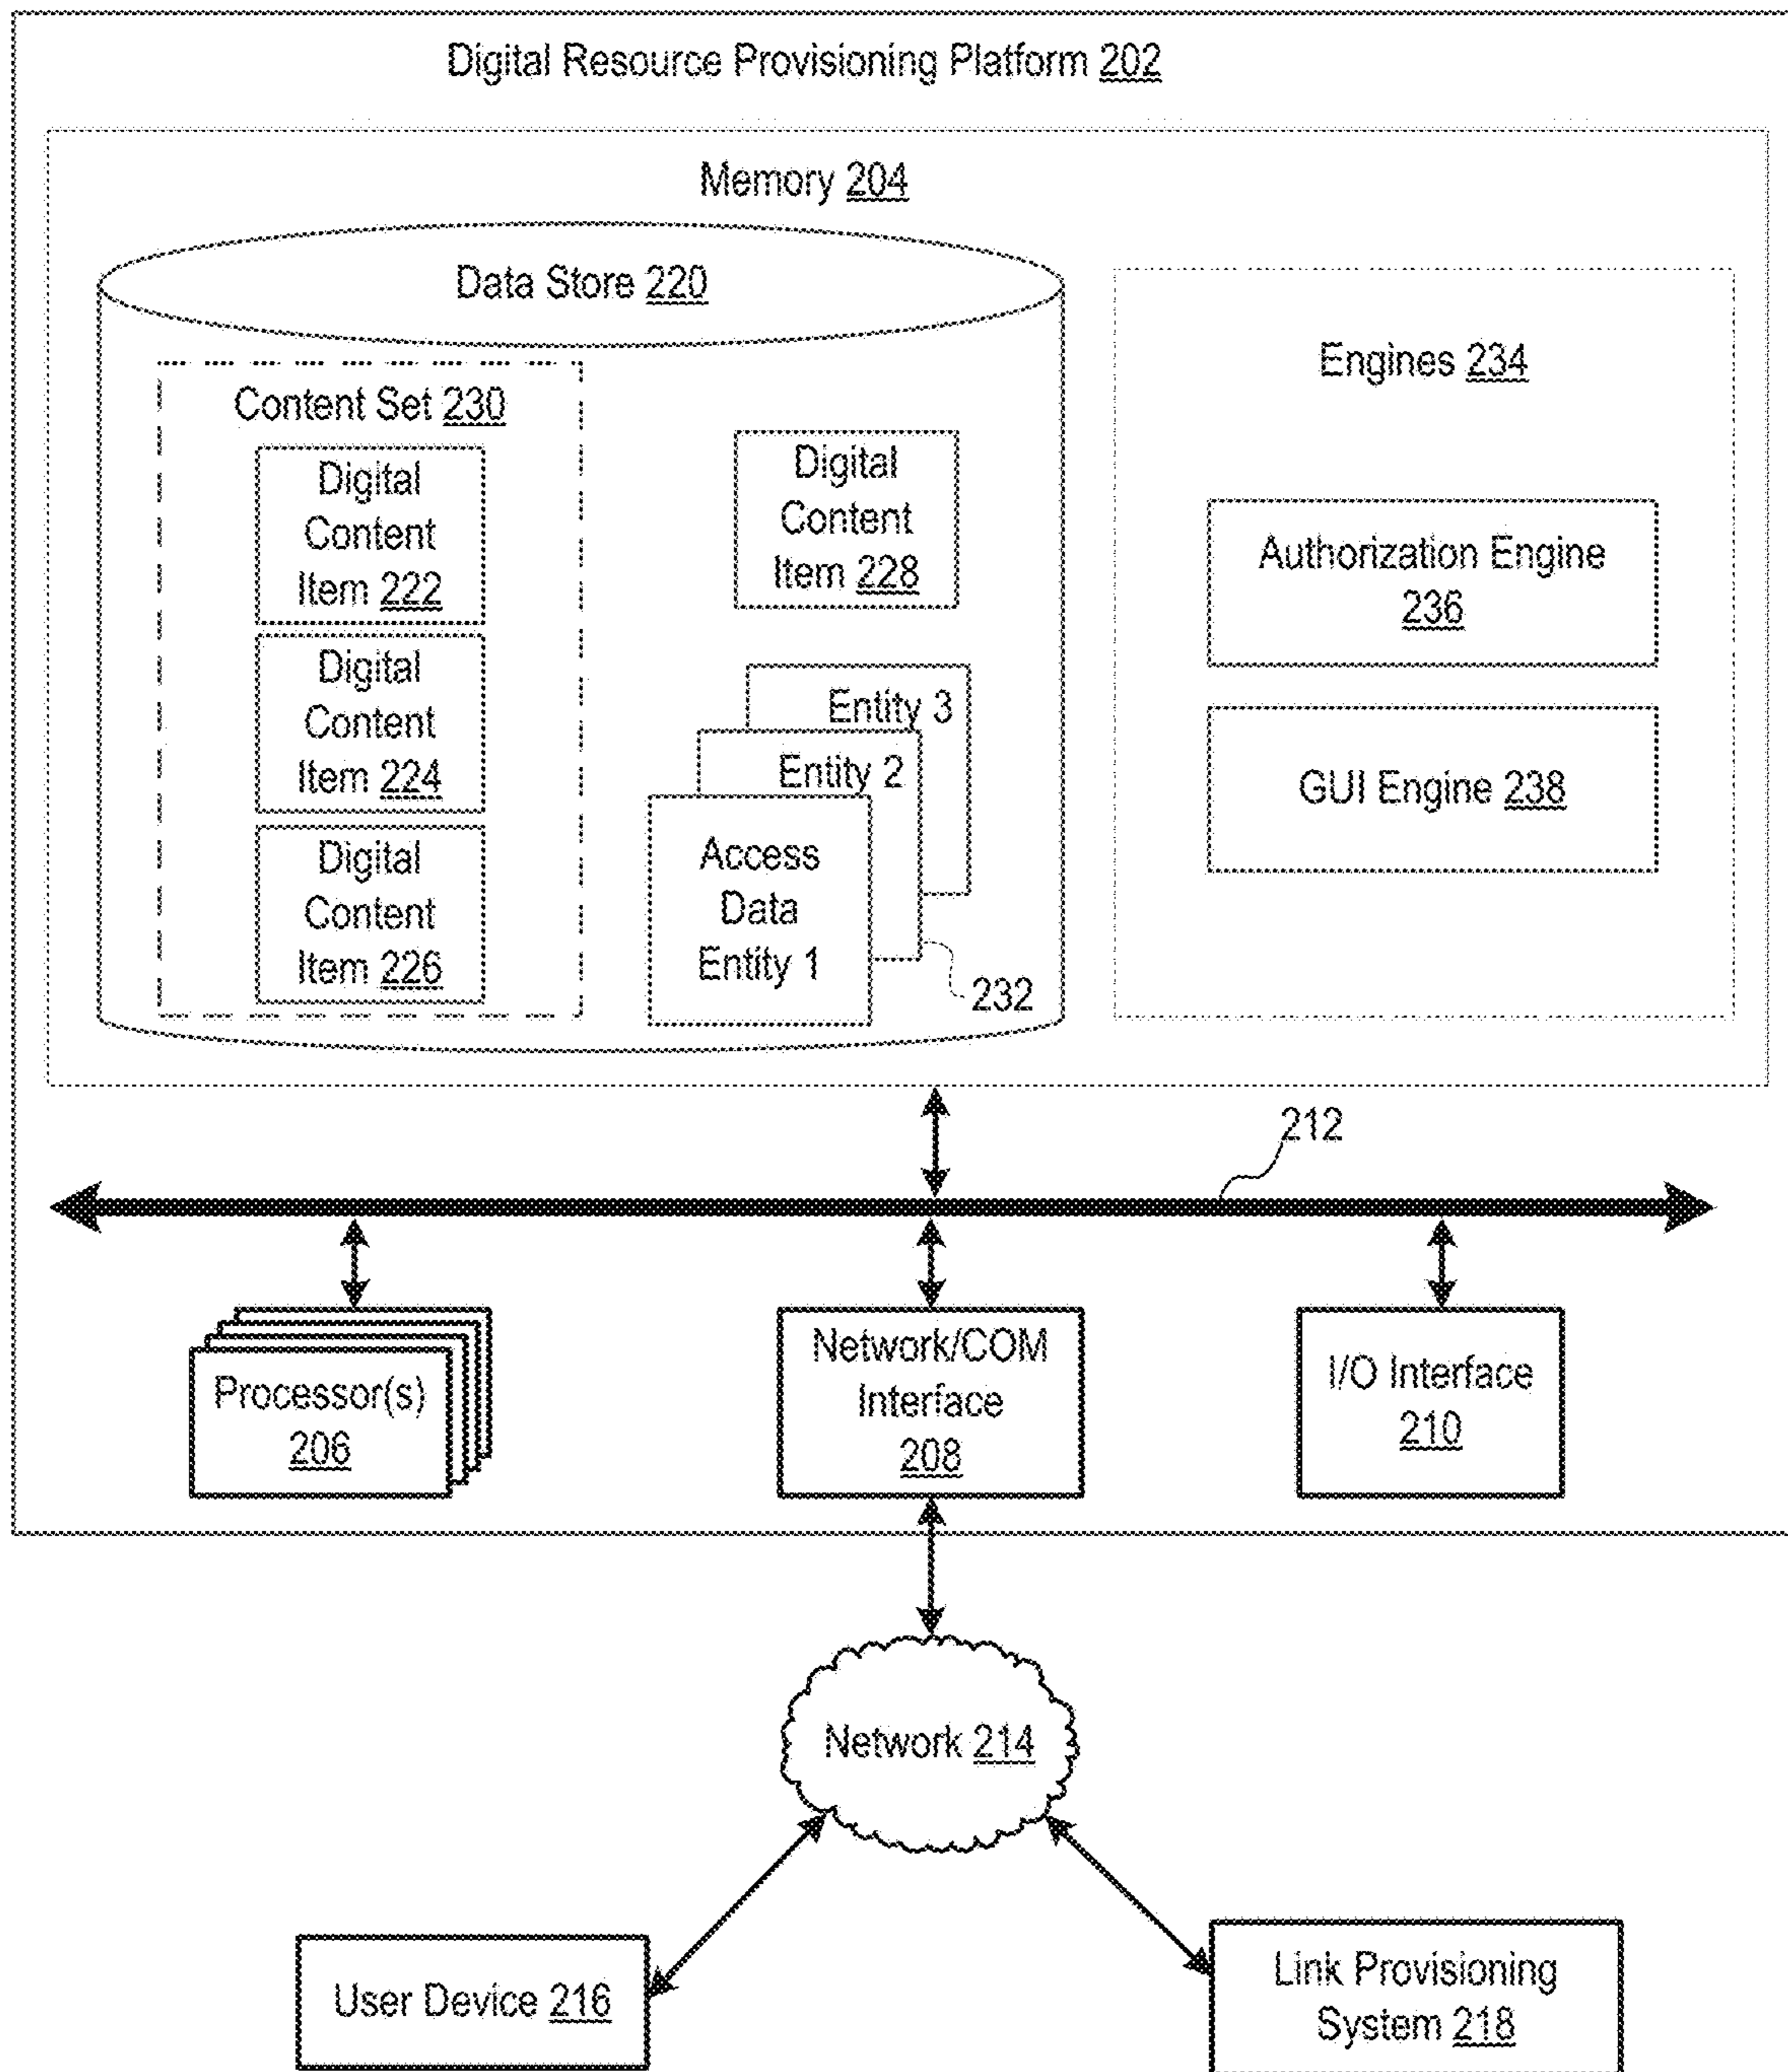 Digital Resource Provisioning Platform 202
Memory 204
Data Store 220
Content Set 230
Digital
Content
Item 222
Digital
Content
Item 224
Digital
Content
Item 226
Digital
Content
Item 228
Entity 3
Entity 2
Access
Data
Entity 1
232
Engines 234
Authorization Engine
236
GUI Engine 238
212
Processor(s)
206
Network/COM
Interface
208
I/O Interface
210
Network 214
User Device 216
Link Provisioning
System 218